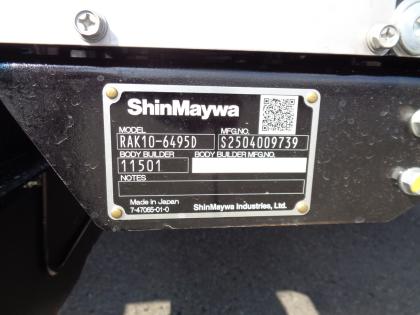 ShinMaywa
MODEL MFG.NO.
RAK10-6495D S2504009739
BODY BUILDER BODY BUILDER MFG.NO.
11501
NOTES
Made in Japan
7-47065-01-0 ShinMaywa Industries, Ltd.